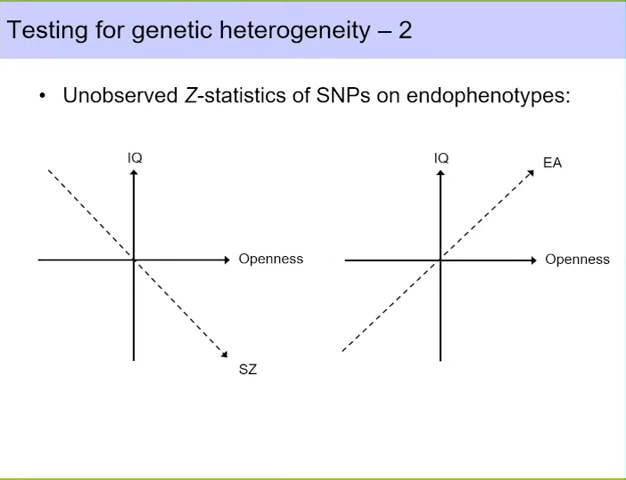 Testing for genetic heterogeneity – 2
• Unobserved Z-statistics of SNPs on endophenotypes:
IQ
Openness
SZ
IQ
EA
Openness